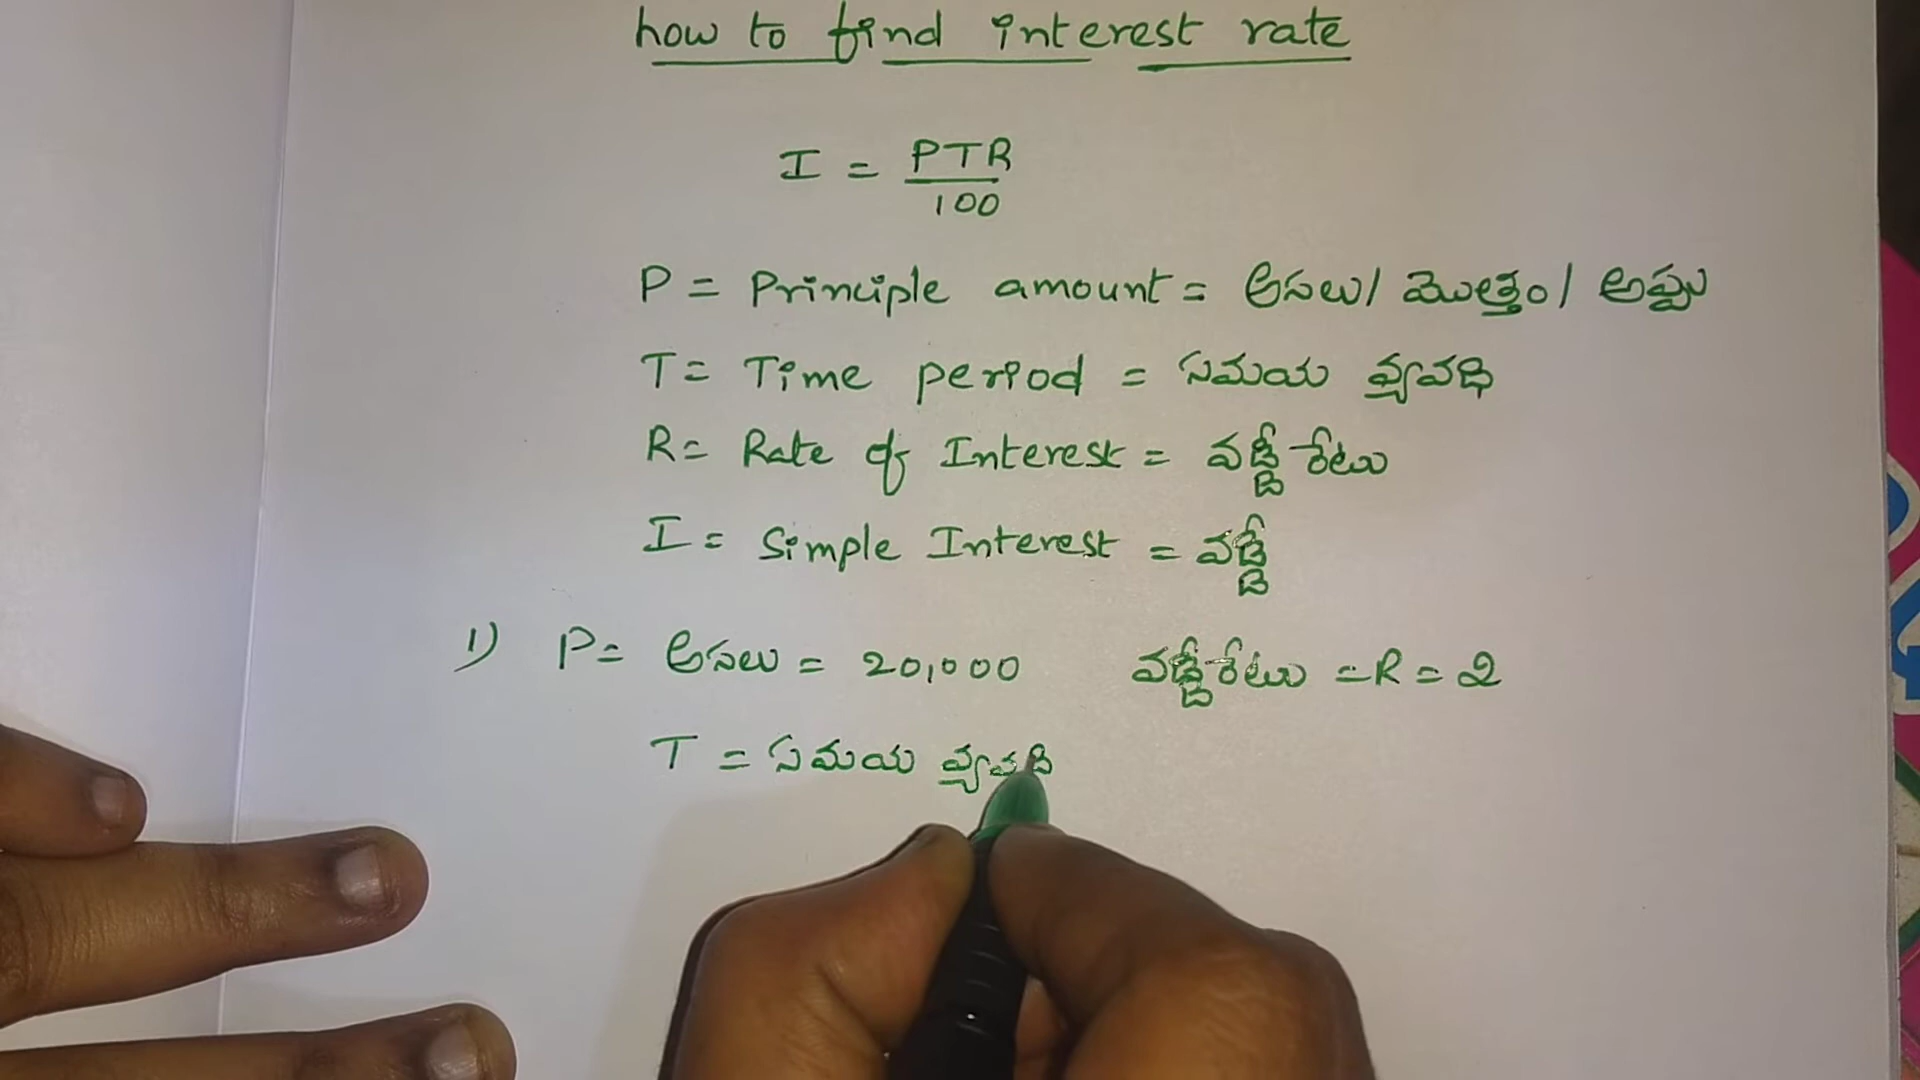 how to find interest rate
I = PTR / 100
P = Principle amount = అసలు/ మొత్తం/ అప్పు
T = Time period = సమయ వ్యవధి
R = Rate of Interest = వడ్డీ రేటు
I = Simple Interest = వడ్డీ
1) P = అసలు = 20,000 వడ్డీరేటు = R = 2
T = సమయ వ్యవధి